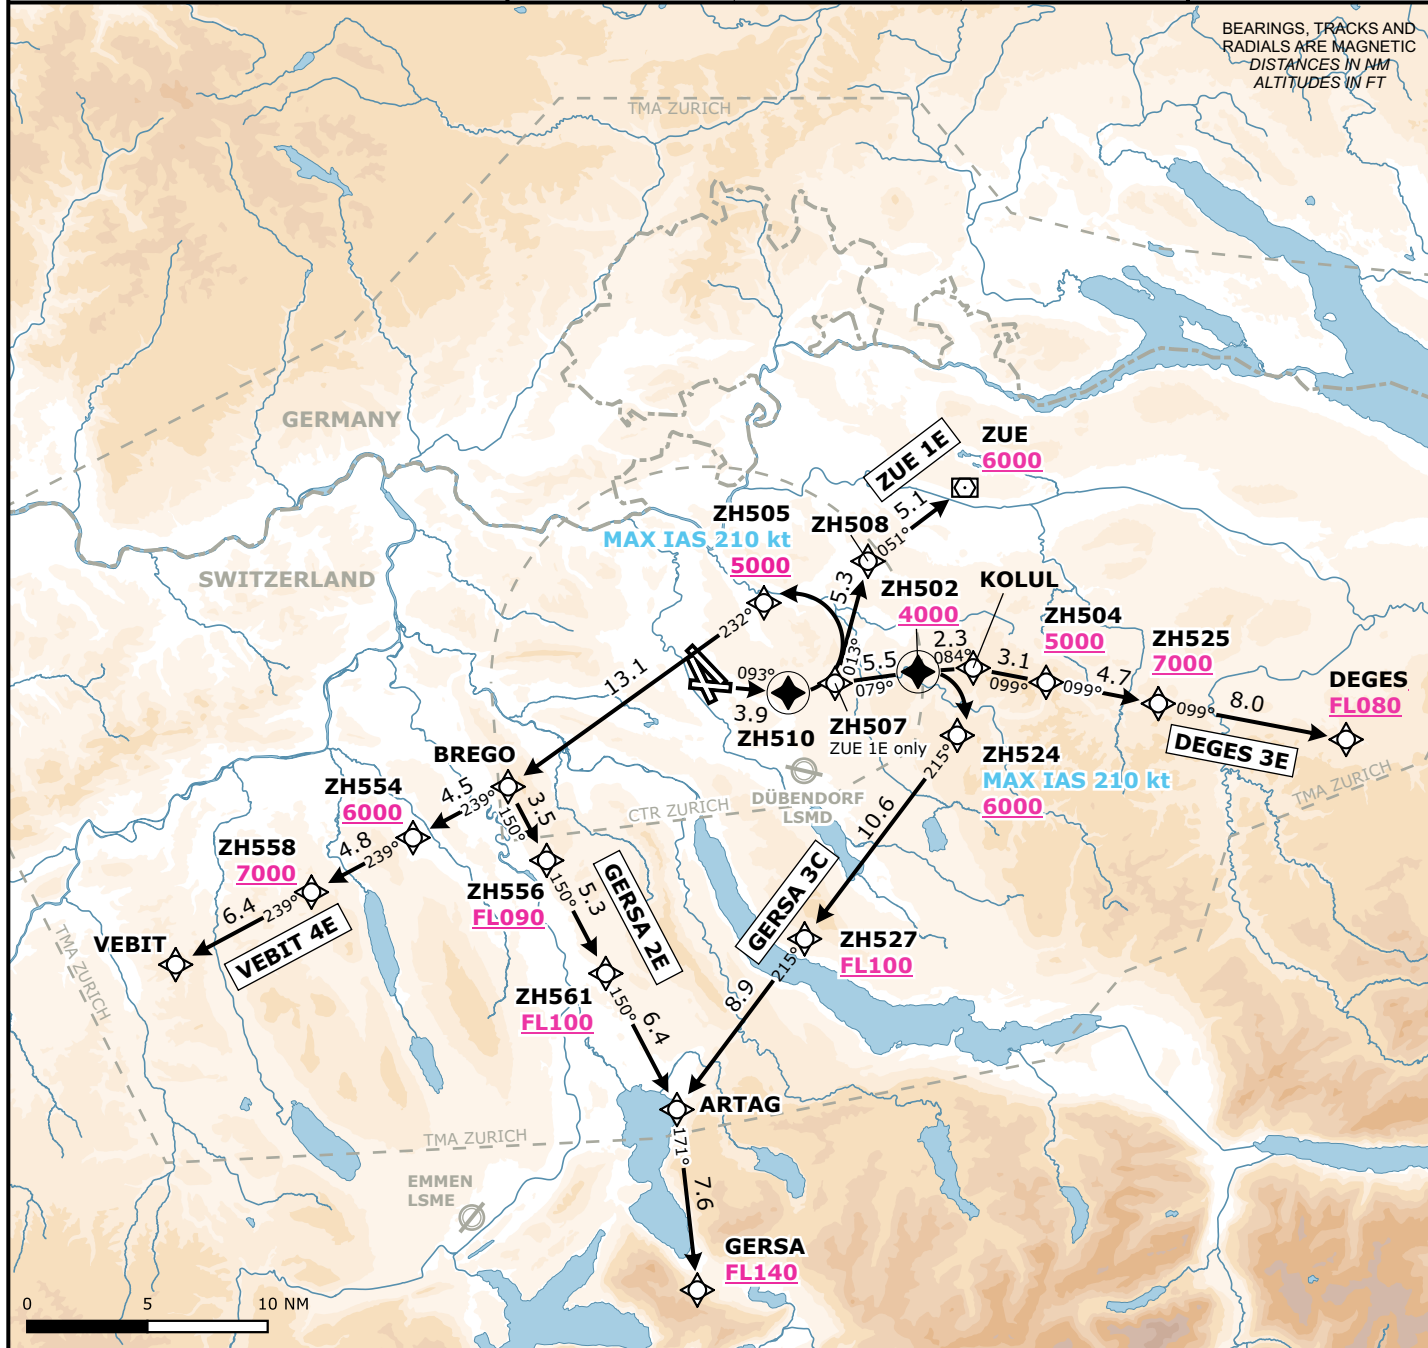 BEARINGS, TRACKS AND
RADIALS ARE MAGNETIC
DISTANCES IN NM
ALTITUDES IN FT
TMA ZURICH
GERMANY
SWITZERLAND
ZUE 1E
ZUE
6000
5.1
051°
ZH508
ZH505
MAX IAS 210 kt
5000
232°
5.3
013°
ZH502
4000
KOLUL
2.3
084°
ZH504
5000
3.1
099°
ZH525
7000
4.7
099°
DEGES
FL080
8.0
099°
DEGES 3E
TMA ZURICH
13.1
093°
3.9
ZH510
5.5
079°
ZH507
ZUE 1E only
ZH524
MAX IAS 210 kt
6000
215°
10.6
DÜBENDORF
LSMD
CTR ZURICH
BREGO
ZH554
6000
4.5
239°
3.5
150°
ZH558
7000
4.8
239°
VEBIT
6.4
239°
VEBIT 4E
TMA ZURICH
ZH556
FL090
5.3
150°
GERSA 2E
GERSA 3C
ZH561
FL100
6.4
150°
ZH527
FL100
215°
8.9
ARTAG
171°
7.6
TMA ZURICH
EMMEN
LSME
GERSA
FL140
0 5 10 NM